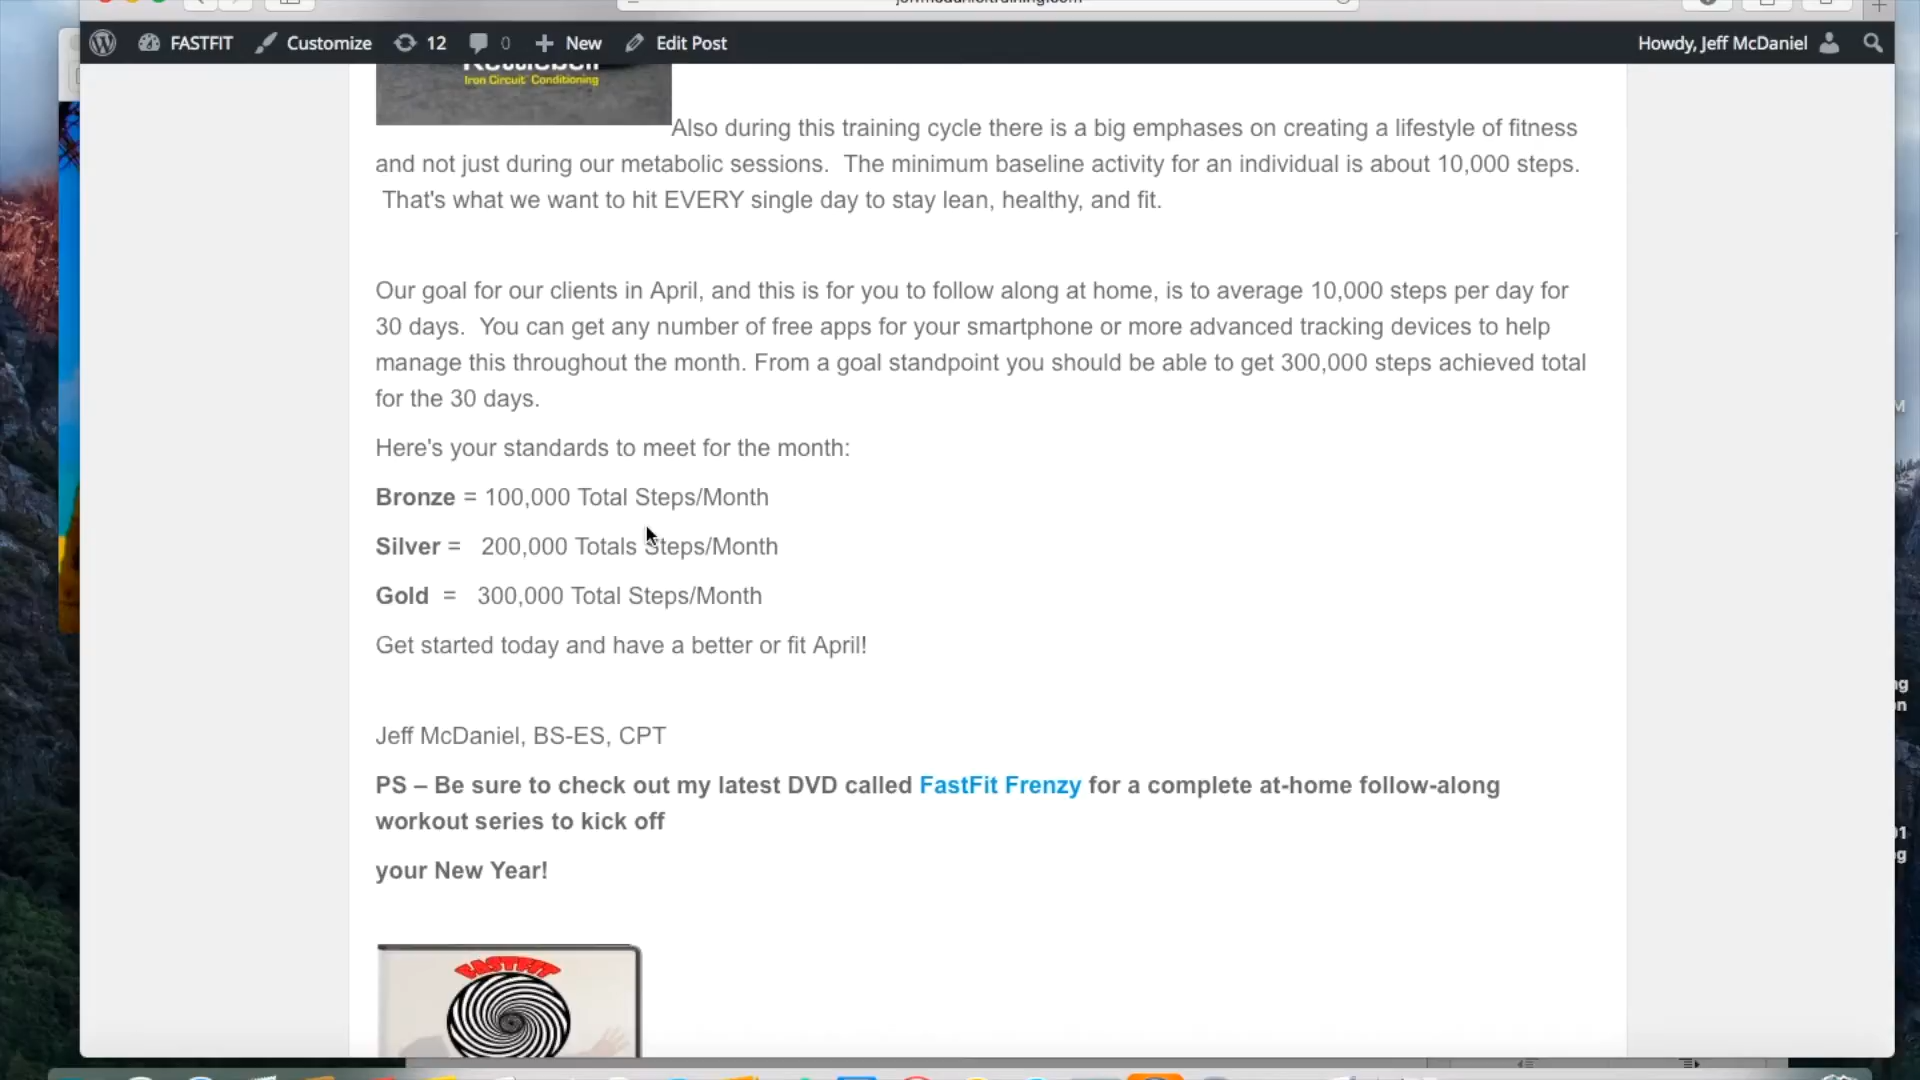 FASTFIT Customize 12 0 New Edit Post Howdy, Jeff McDaniel
Iron Circuit Conditioning
Also during this training cycle there is a big emphases on creating a lifestyle of fitness
and not just during our metabolic sessions. The minimum baseline activity for an individual is about 10,000 steps.
That's what we want to hit EVERY single day to stay lean, healthy, and fit.
Our goal for our clients in April, and this is for you to follow along at home, is to average 10,000 steps per day for
30 days. You can get any number of free apps for your smartphone or more advanced tracking devices to help
manage this throughout the month. From a goal standpoint you should be able to get 300,000 steps achieved total
for the 30 days.
Here's your standards to meet for the month:
Bronze = 100,000 Total Steps/Month
Silver = 200,000 Totals Steps/Month
Gold = 300,000 Total Steps/Month
Get started today and have a better or fit April!
Jeff McDaniel, BS-ES, CPT
PS – Be sure to check out my latest DVD called FastFit Frenzy for a complete at-home follow-along
workout series to kick off
your New Year!
FASTFIT